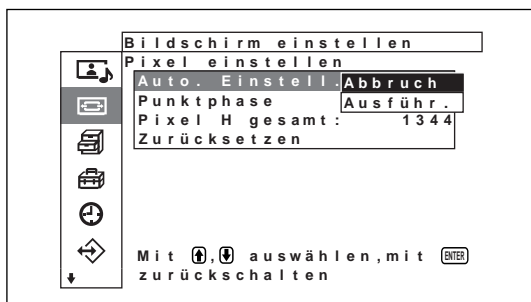 Bildschirm einstellen
Pixel einstellen
Auto. Einstell. Abbruch
Punktphase Ausführ.
Pixel H gesamt: 1344
Zurücksetzen
Mit ↑,↓ auswählen,mit ENTER
zurückschalten